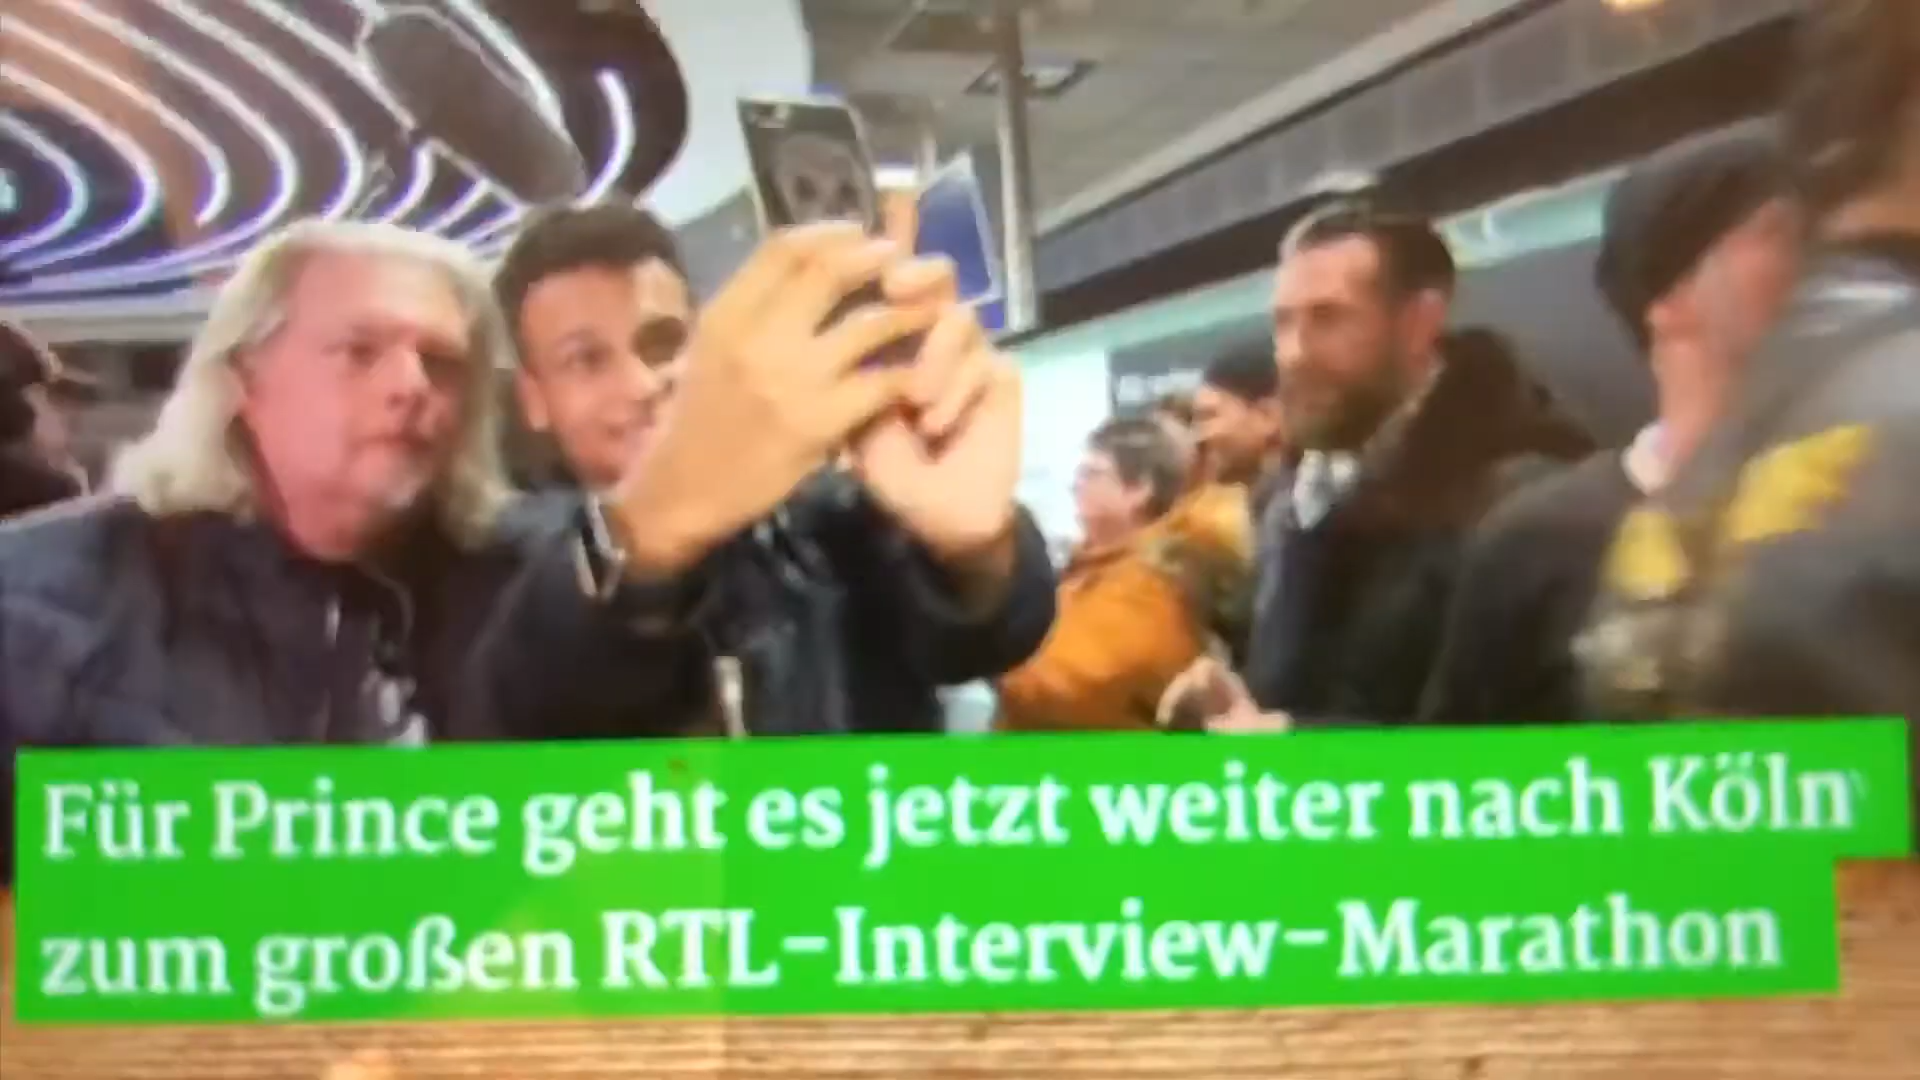 Für Prince geht es jetzt weiter nach Köln
zum großen RTL-Interview-Marathon